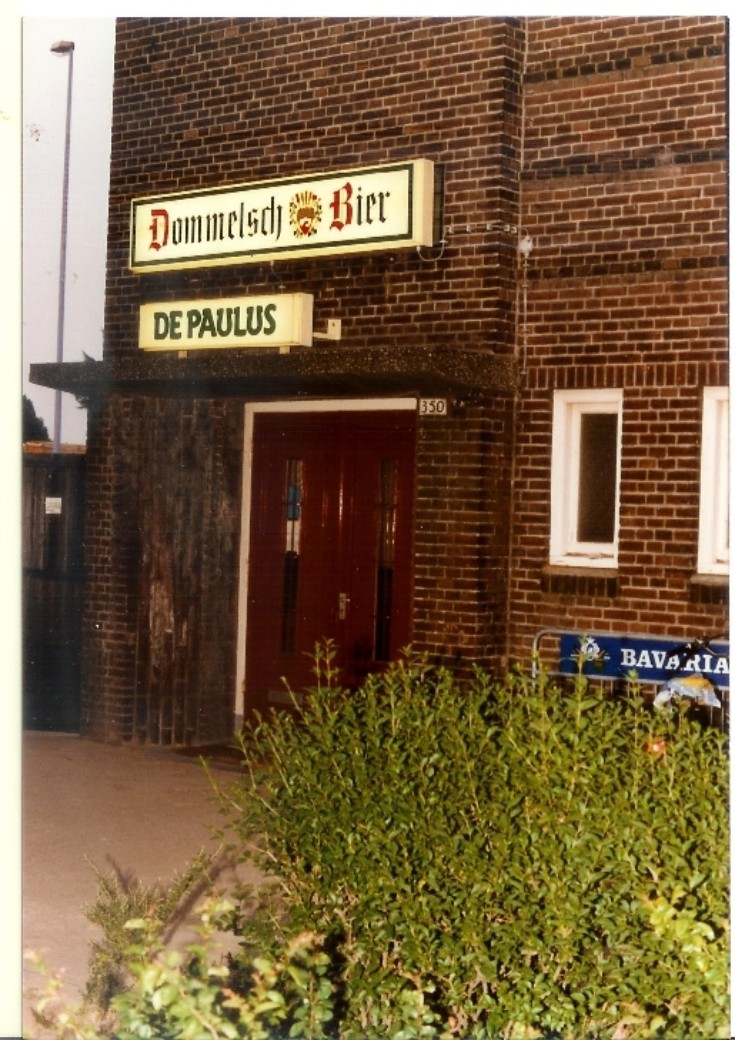 Dommelsch Bier
DE PAULUS
350
BAVARIA